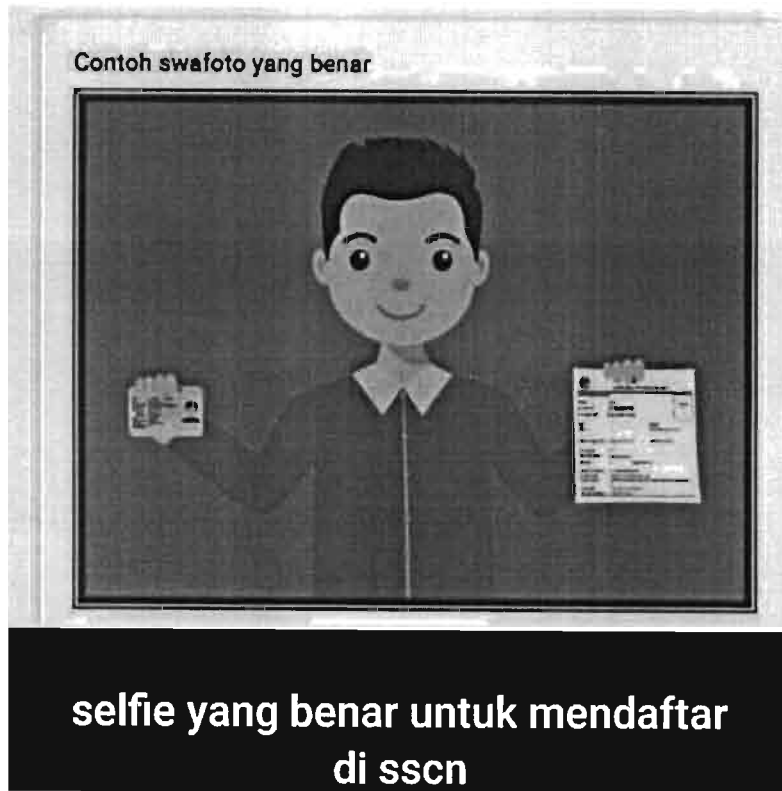 Contoh swafoto yang benar
selfie yang benar untuk mendaftar
di sscn